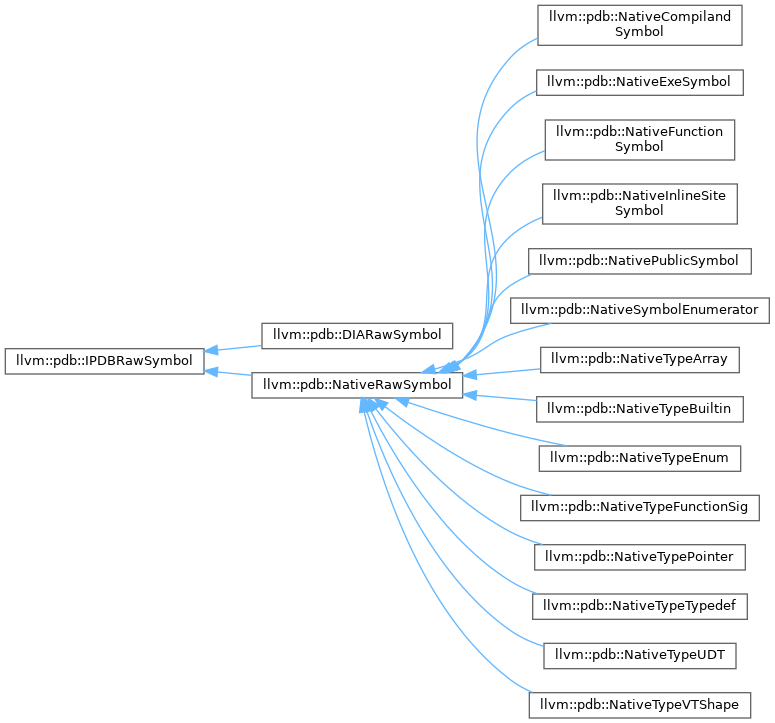 llvm::pdb::IPDBRawSymbol
llvm::pdb::DIARawSymbol
llvm::pdb::NativeRawSymbol
llvm::pdb::NativeCompiland
Symbol
llvm::pdb::NativeExeSymbol
llvm::pdb::NativeFunction
Symbol
llvm::pdb::NativeInlineSite
Symbol
llvm::pdb::NativePublicSymbol
llvm::pdb::NativeSymbolEnumerator
llvm::pdb::NativeTypeArray
llvm::pdb::NativeTypeBuiltin
llvm::pdb::NativeTypeEnum
llvm::pdb::NativeTypeFunctionSig
llvm::pdb::NativeTypePointer
llvm::pdb::NativeTypeTypedef
llvm::pdb::NativeTypeUDT
llvm::pdb::NativeTypeVTShape